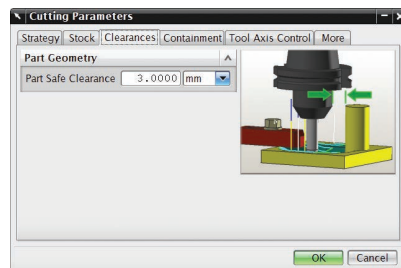 Cutting Parameters
Strategy Stock Clearances Containment Tool Axis Control More
Part Geometry
Part Safe Clearance 3.0000 mm
OK Cancel